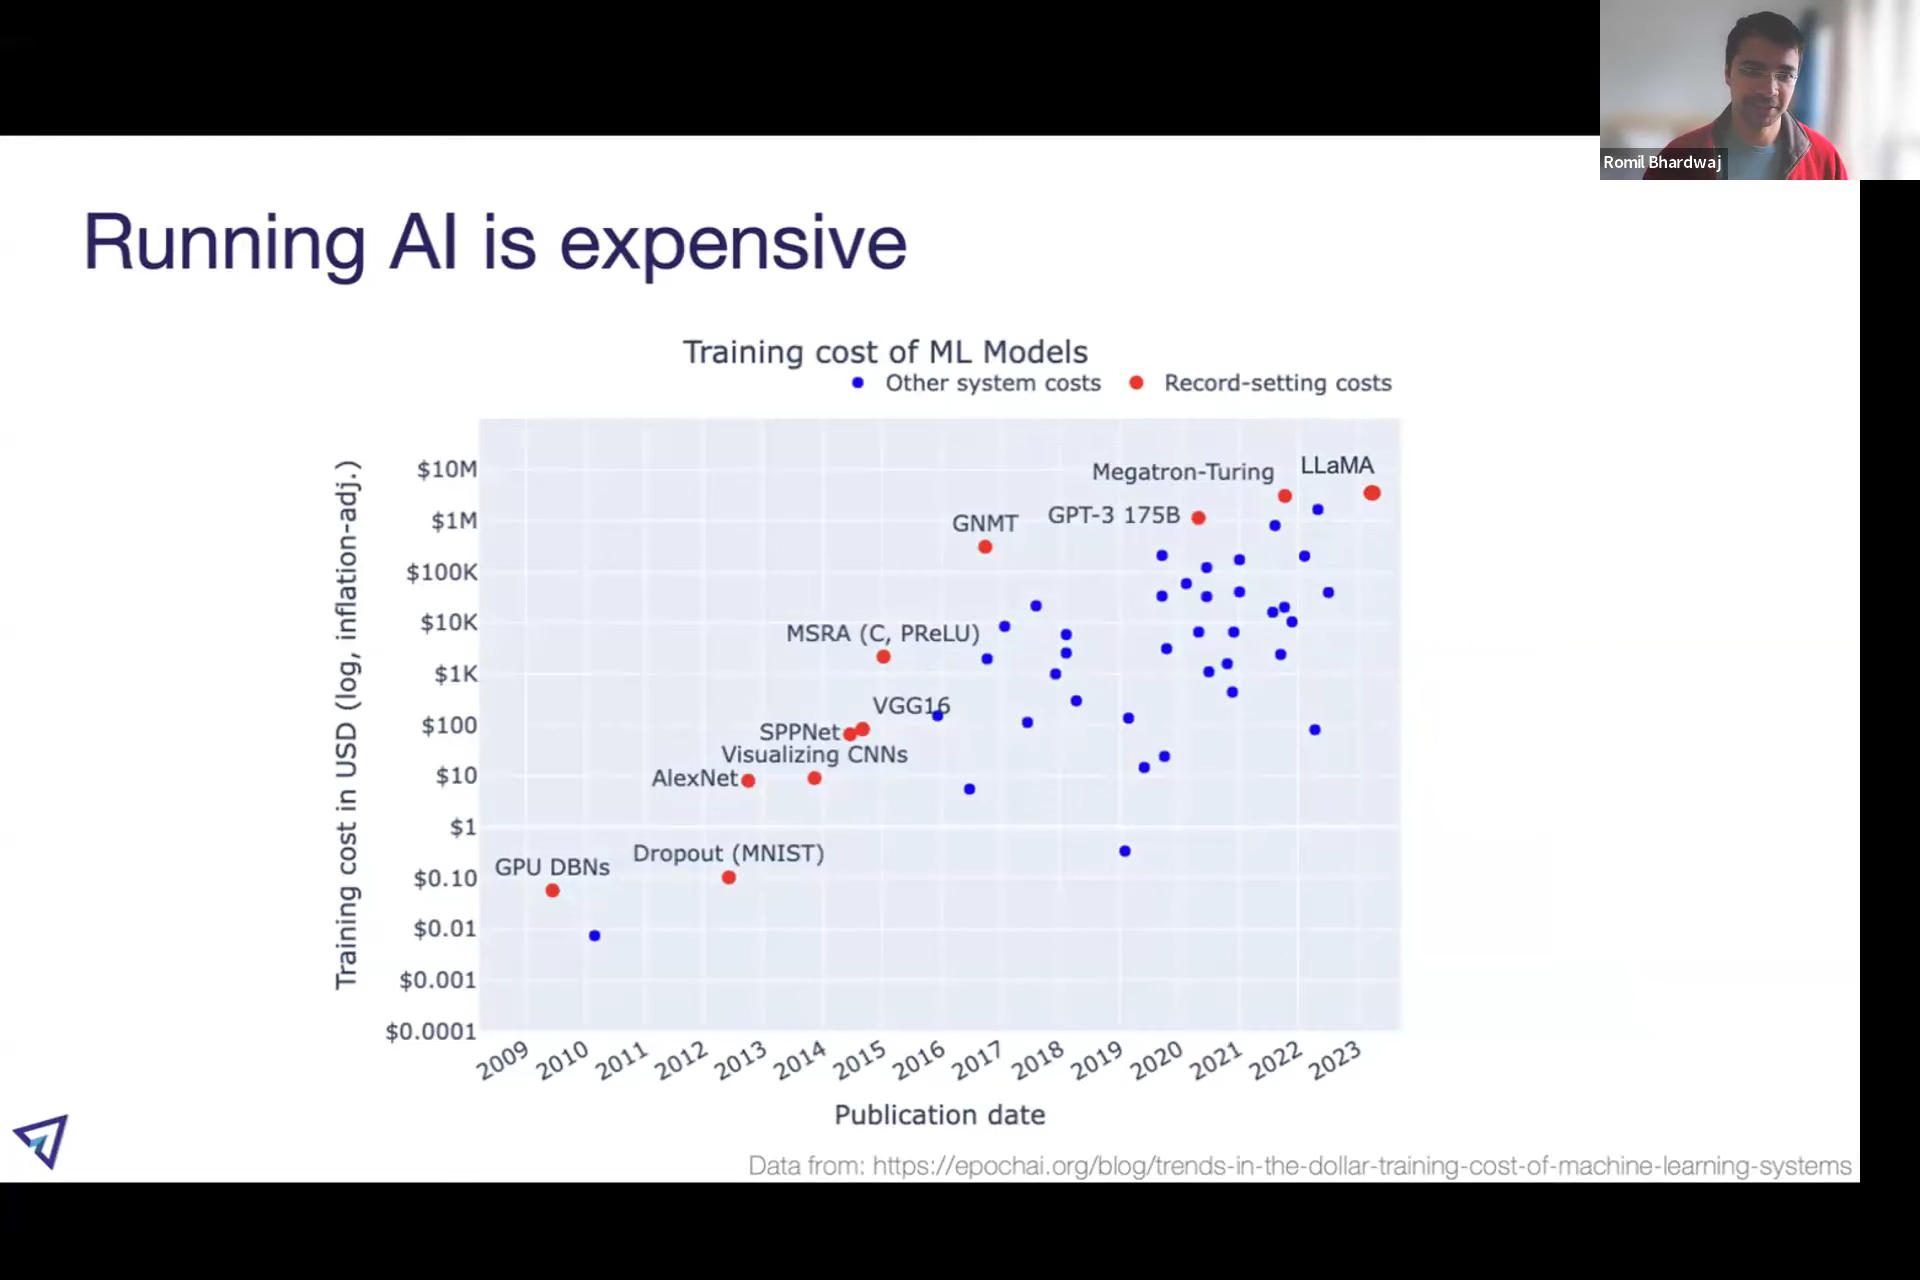 Romil Bhardwaj
Running AI is expensive
Training cost of ML Models
Other system costs
Record-setting costs
Training cost in USD (log, inflation-adj.)
$10M
$1M
$100K
$10K
$1K
$100
$10
$1
$0.10
$0.01
$0.001
$0.0001
LLaMA
Megatron-Turing
GPT-3 175B
GNMT
MSRA (C, PReLU)
VGG16
SPPNet
Visualizing CNNs
AlexNet
Dropout (MNIST)
GPU DBNs
2009
2010
2011
2012
2013
2014
2015
2016
2017
2018
2019
2020
2021
2022
2023
Publication date
Data from: https://epochai.org/blog/trends-in-the-dollar-training-cost-of-machine-learning-systems